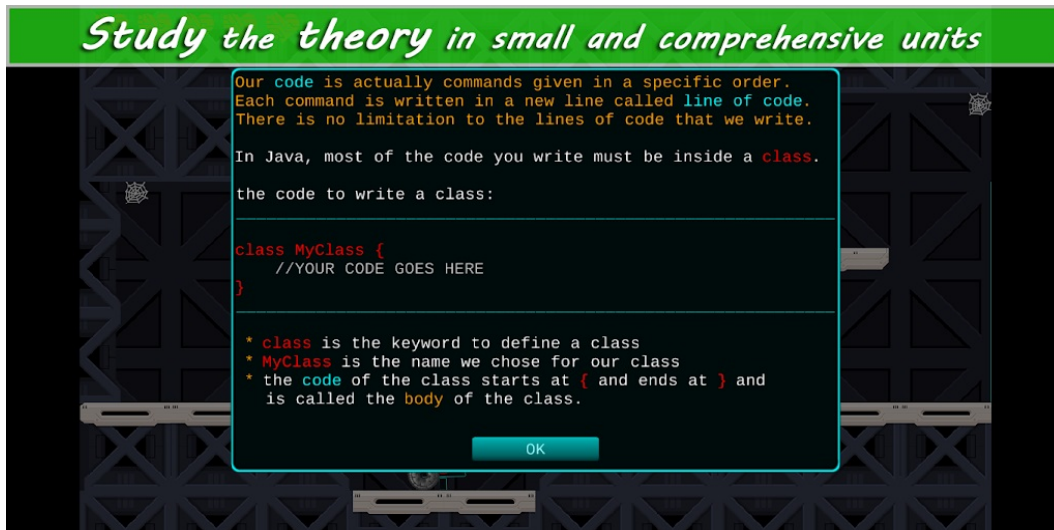 Study the theory in small and comprehensive units
Our code is actually commands given in a specific order.
Each command is written in a new line called line of code.
There is no limitation to the lines of code that we write.
In Java, most of the code you write must be inside a class.
the code to write a class:
class MyClass {
//YOUR CODE GOES HERE
}
* class is the keyword to define a class
* MyClass is the name we chose for our class
* the code of the class starts at { and ends at } and
is called the body of the class.
OK